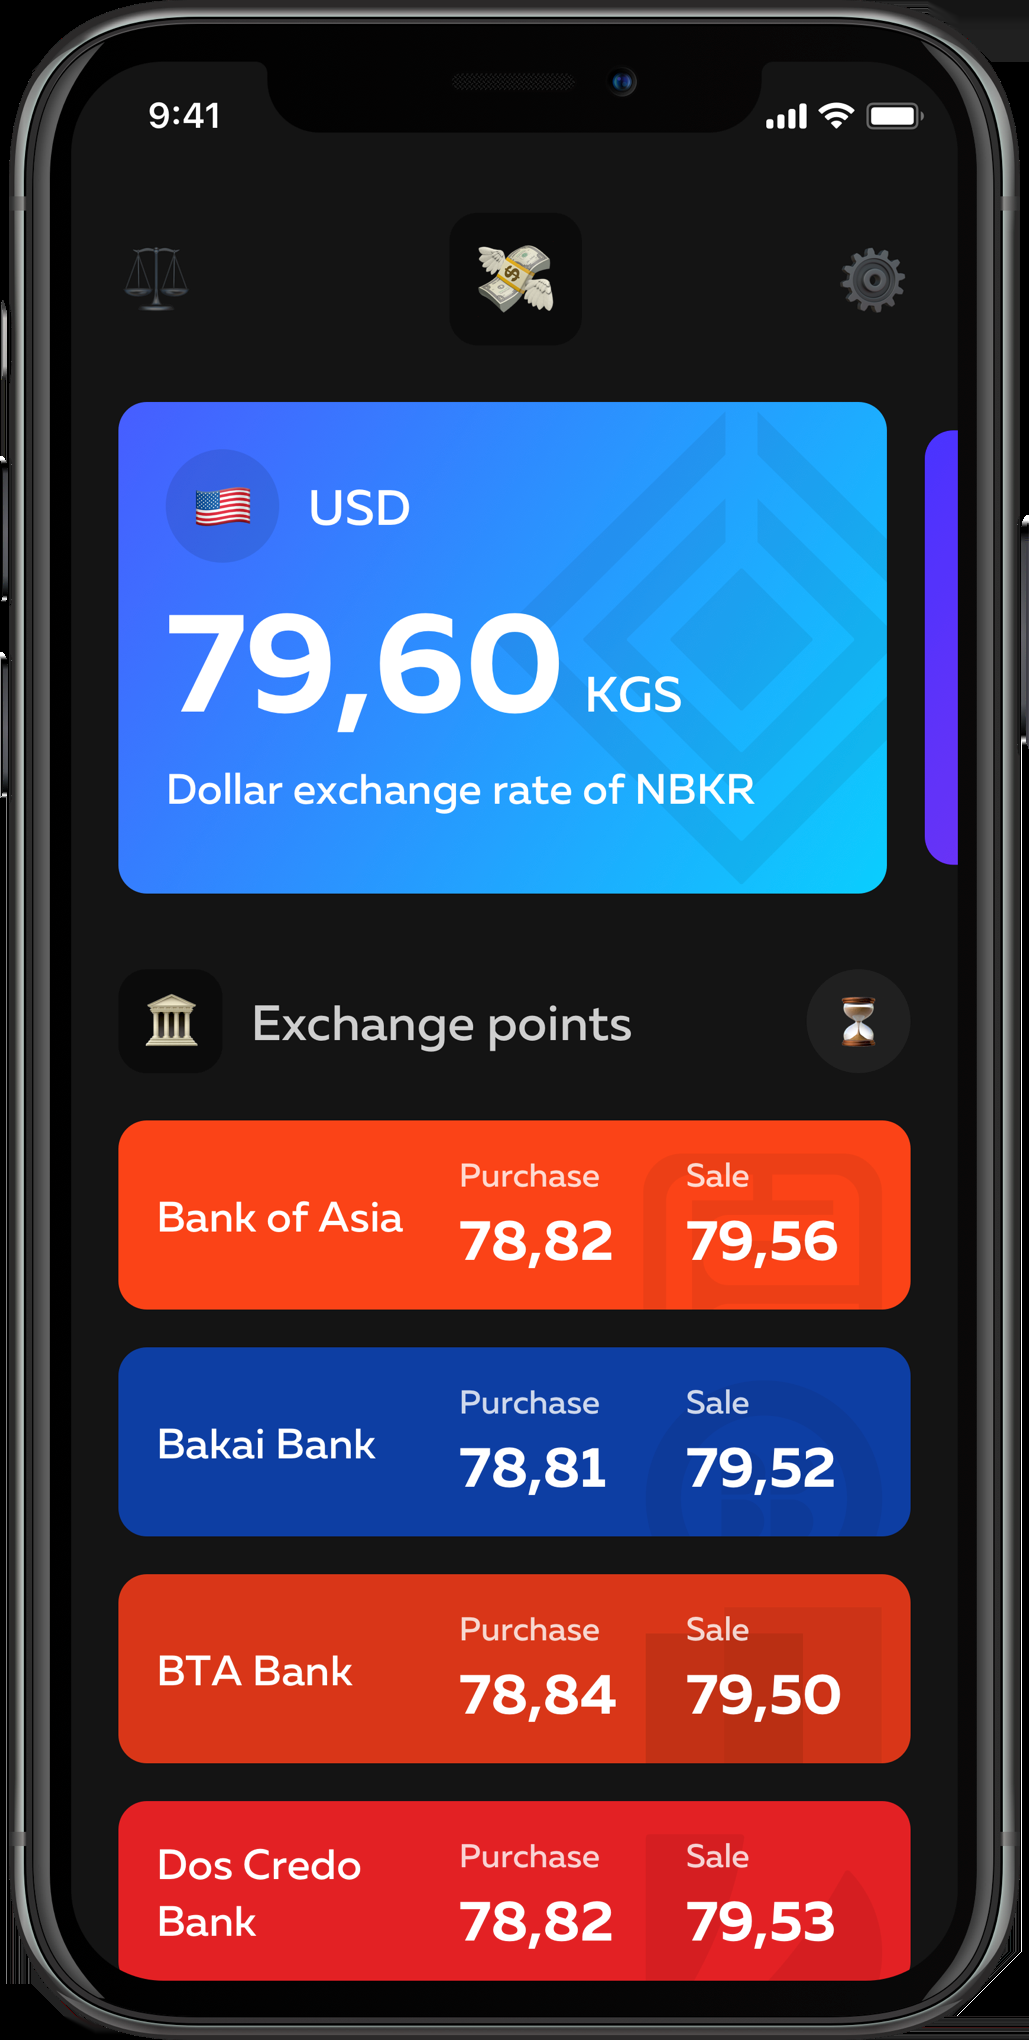 9:41
USD
79,60 KGS
Dollar exchange rate of NBKR
Exchange points
Purchase Sale
Bank of Asia
78,82 79,56
Purchase Sale
Bakai Bank
78,81 79,52
Purchase Sale
BTA Bank
78,84 79,50
Purchase Sale
Dos Credo
Bank
78,82 79,53